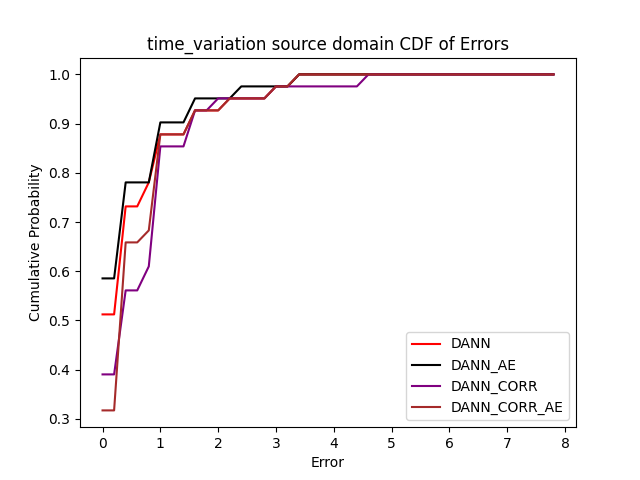 time_variation source domain CDF of Errors
Cumulative Probability
1.0
0.9
0.8
0.7
0.6
0.5
0.4
0.3
DANN
DANN_AE
DANN_CORR
DANN_CORR_AE
0 1 2 3 4 5 6 7 8
Error